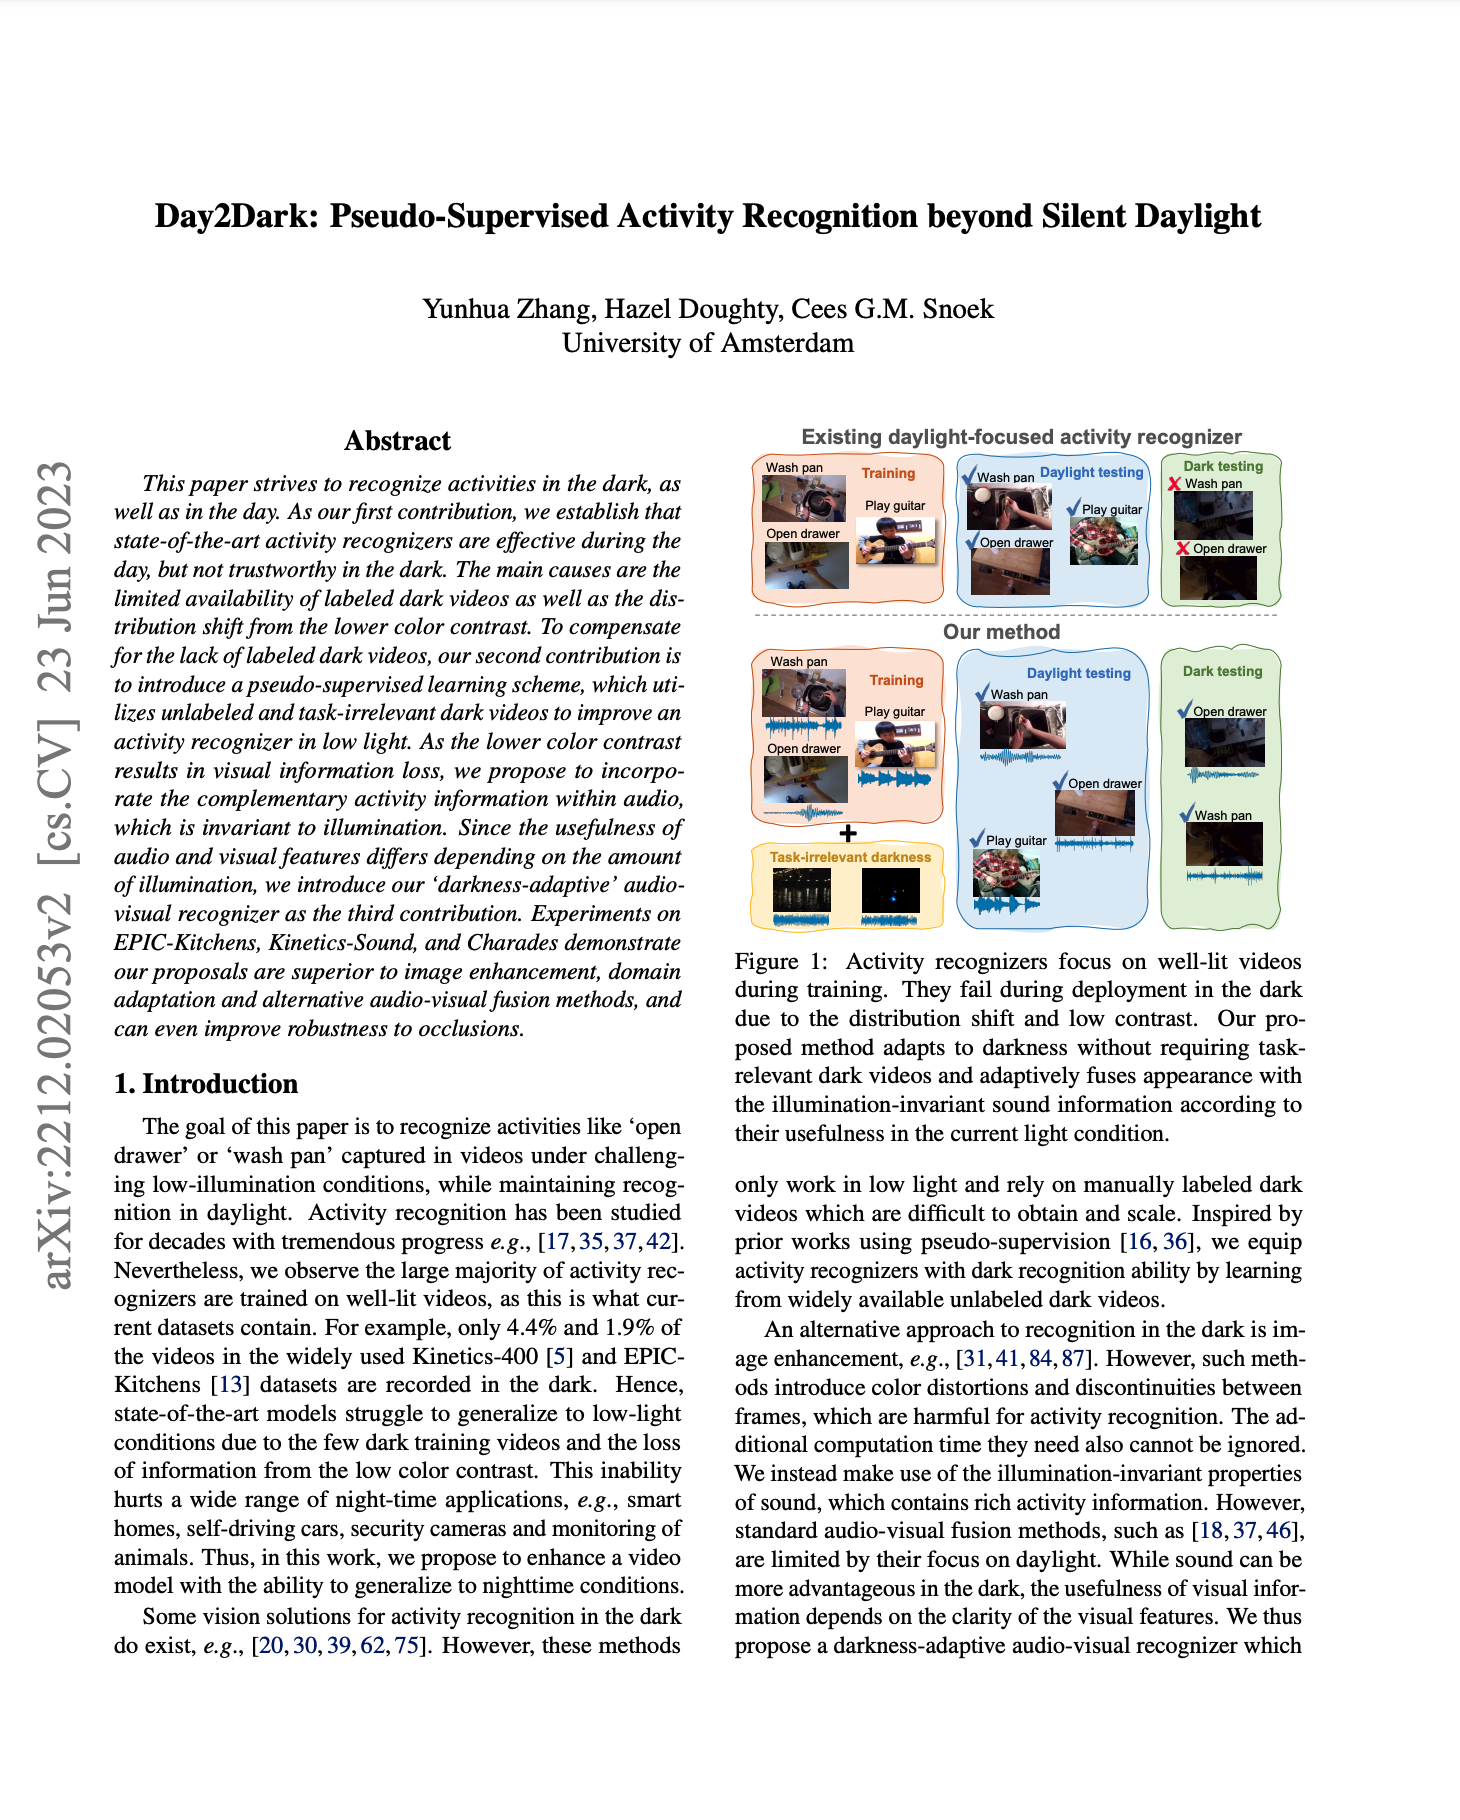 Day2Dark: Pseudo-Supervised Activity Recognition beyond Silent Daylight
Yunhua Zhang, Hazel Doughty, Cees G.M. Snoek
University of Amsterdam
arXiv:2212.02053v2 [cs.CV] 23 Jun 2023
Abstract
This paper strives to recognize activities in the dark, as
well as in the day. As our first contribution, we establish that
state-of-the-art activity recognizers are effective during the
day, but not trustworthy in the dark. The main causes are the
limited availability of labeled dark videos as well as the dis-
tribution shift from the lower color contrast. To compensate
for the lack of labeled dark videos, our second contribution is
to introduce a pseudo-supervised learning scheme, which uti-
lizes unlabeled and task-irrelevant dark videos to improve an
activity recognizer in low light. As the lower color contrast
results in visual information loss, we propose to incorpo-
rate the complementary activity information within audio,
which is invariant to illumination. Since the usefulness of
audio and visual features differs depending on the amount
of illumination, we introduce our ‘darkness-adaptive’ audio-
visual recognizer as the third contribution. Experiments on
EPIC-Kitchens, Kinetics-Sound, and Charades demonstrate
our proposals are superior to image enhancement, domain
adaptation and alternative audio-visual fusion methods, and
can even improve robustness to occlusions.
1. Introduction
The goal of this paper is to recognize activities like ‘open
drawer’ or ‘wash pan’ captured in videos under challeng-
ing low-illumination conditions, while maintaining recog-
nition in daylight. Activity recognition has been studied
for decades with tremendous progress e.g., [17, 35, 37, 42].
Nevertheless, we observe the large majority of activity rec-
ognizers are trained on well-lit videos, as this is what cur-
rent datasets contain. For example, only 4.4% and 1.9% of
the videos in the widely used Kinetics-400 [5] and EPIC-
Kitchens [13] datasets are recorded in the dark. Hence,
state-of-the-art models struggle to generalize to low-light
conditions due to the few dark training videos and the loss
of information from the low color contrast. This inability
hurts a wide range of night-time applications, e.g., smart
homes, self-driving cars, security cameras and monitoring of
animals. Thus, in this work, we propose to enhance a video
model with the ability to generalize to nighttime conditions.
Some vision solutions for activity recognition in the dark
do exist, e.g., [20, 30, 39, 62, 75]. However, these methods
Existing daylight-focused activity recognizer
Wash pan
Training
Play guitar
Open drawer
Wash pan
Daylight testing
Play guitar
Open drawer
Dark testing
Wash pan
Open drawer
Our method
Wash pan
Training
Play guitar
Open drawer
+
Task-irrelevant darkness
Daylight testing
Wash pan
Open drawer
Play guitar
Dark testing
Open drawer
Wash pan
Figure 1: Activity recognizers focus on well-lit videos
during training. They fail during deployment in the dark
due to the distribution shift and low contrast. Our pro-
posed method adapts to darkness without requiring task-
relevant dark videos and adaptively fuses appearance with
the illumination-invariant sound information according to
their usefulness in the current light condition.
only work in low light and rely on manually labeled dark
videos which are difficult to obtain and scale. Inspired by
prior works using pseudo-supervision [16, 36], we equip
activity recognizers with dark recognition ability by learning
from widely available unlabeled dark videos.
An alternative approach to recognition in the dark is im-
age enhancement, e.g., [31, 41, 84, 87]. However, such meth-
ods introduce color distortions and discontinuities between
frames, which are harmful for activity recognition. The ad-
ditional computation time they need also cannot be ignored.
We instead make use of the illumination-invariant properties
of sound, which contains rich activity information. However,
standard audio-visual fusion methods, such as [18, 37, 46],
are limited by their focus on daylight. While sound can be
more advantageous in the dark, the usefulness of visual infor-
mation depends on the clarity of the visual features. We thus
propose a darkness-adaptive audio-visual recognizer which